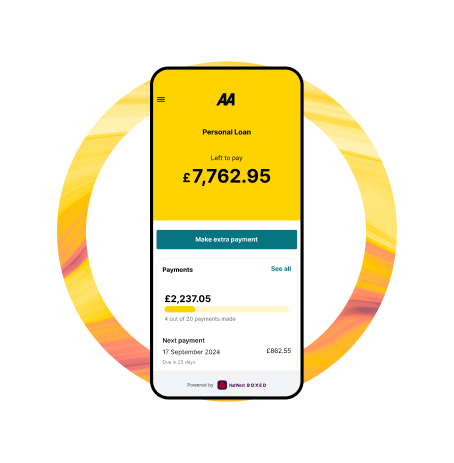 AA
Personal Loan
Left to pay
£7,762.95
Make extra payment
Payments
See all
£2,237.05
4 out of 20 payments made
Next payment
17 September 2024
£862.55
Due in 25 days
Powered by NatWest BOXED